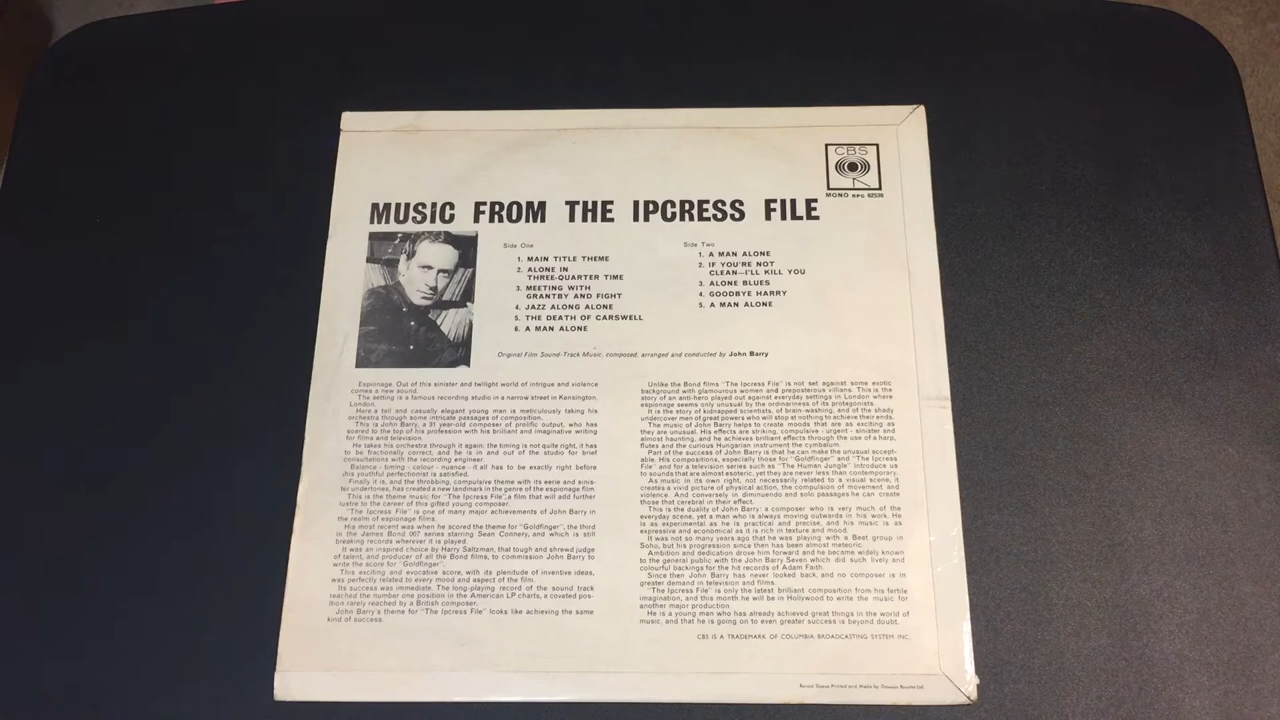 CBS
MONO BPG 62530
MUSIC FROM THE IPCRESS FILE
Side One
1. MAIN TITLE THEME
2. ALONE IN
THREE-QUARTER TIME
3. MEETING WITH
GRANTBY AND FIGHT
4. JAZZ ALONG ALONE
5. THE DEATH OF CARSWELL
6. A MAN ALONE
Side Two
1. A MAN ALONE
2. IF YOU'RE NOT
CLEAN—I'LL KILL YOU
3. ALONE BLUES
4. GOODBYE HARRY
5. A MAN ALONE
Original Film Sound-Track Music, composed, arranged and conducted by John Barry
Espionage. Out of this sinister and twilight world of intrigue and violence
comes a new sound.
The setting is a famous recording studio in a narrow street in Kensington,
London.
Here a tall and casually elegant young man is meticulously taking his
orchestra through some intricate passages of composition.
This is John Barry, a 31 year-old composer of prolific output, who has
soared to the top of his profession with his brilliant and imaginative writing
for films and television.
He takes his orchestra through it again: the timing is not quite right, it has
to be fractionally correct, and he is in and out of the studio for brief
consultations with the recording engineer.
Balance - timing - colour - nuance - it all has to be exactly right before
this youthful perfectionist is satisfied.
Finally it is, and the throbbing, compulsive theme with its eerie and sinis-
ter undertones, has created a new landmark in the genre of the espionage film
This is the theme music for "The Ipcress File", a film that will add further
lustre to the career of this gifted young composer.
"The Ipcress File" is one of many major achievements of John Barry in
the realm of espionage films.
His most recent was when he scored the theme for "Goldfinger", the third
in the James Bond 007 series starring Sean Connery, and which is still
breaking records wherever it is played.
It was an inspired choice by Harry Saltzman, that tough and shrewd judge
of talent, and producer of all the Bond films, to commission John Barry to
write the score for "Goldfinger".
This exciting and evocative score, with its plenitude of inventive ideas,
was perfectly related to every mood and aspect of the film.
Its success was immediate. The long-playing record of the sound track
reached the number one position in the American LP charts, a coveted pos-
ition rarely reached by a British composer.
John Barry's theme for "The Ipcress File" looks like achieving the same
kind of success.
Unlike the Bond films "The Ipcress File" is not set against some exotic
background with glamourous women and preposterous villians. This is the
story of an anti-hero played out against everyday settings in London where
espionage seems only unusual by the ordinariness of its protagonists.
It is the story of kidnapped scientists, of brain-washing, and of the shady
undercover men of great powers who will stop at nothing to achieve their ends.
The music of John Barry helps to create moods that are as exciting as
they are unusual. His effects are striking, compulsive - urgent - sinister and
almost haunting, and he achieves brilliant effects through the use of a harp,
flutes and the curious Hungarian instrument the cymbalum.
Part of the success of John Barry is that he can make the unusual accept-
able. His compositions, especially those for "Goldfinger" and "The Ipcress
File" and for a television series such as "The Human Jungle" introduce us
to sounds that are almost esoteric, yet they are never less than contemporary.
As music in its own right, not necessarily related to a visual scene, it
creates a vivid picture of physical action, the compulsion of movement and
violence. And conversely in diminuendo and solo passages he can create
those that cerebral in their effect.
This is the duality of John Barry: a composer who is very much of the
everyday scene, yet a man who is always moving outwards in his work. He
is as experimental as he is practical and precise, and his music is as
expressive and economical as it is rich in texture and mood.
It was not so many years ago that he was playing with a Beat group in
Soho, but his progression since then has been almost meteoric.
Ambition and dedication drove him forward and he became widely known
to the general public with the John Barry Seven which did such lively and
colourful backings for the hit records of Adam Faith.
Since then John Barry has never looked back, and no composer is in
greater demand in television and films.
"The Ipcress File" is only the latest brilliant composition from his fertile
imagination, and this month he will be in Hollywood to write the music for
another major production.
He is a young man who has already achieved great things in the world of
music, and that he is going on to even greater success is beyond doubt.
CBS IS A TRADEMARK OF COLUMBIA BROADCASTING SYSTEM INC.
Record Sleeve Printed and Made by Ltd.